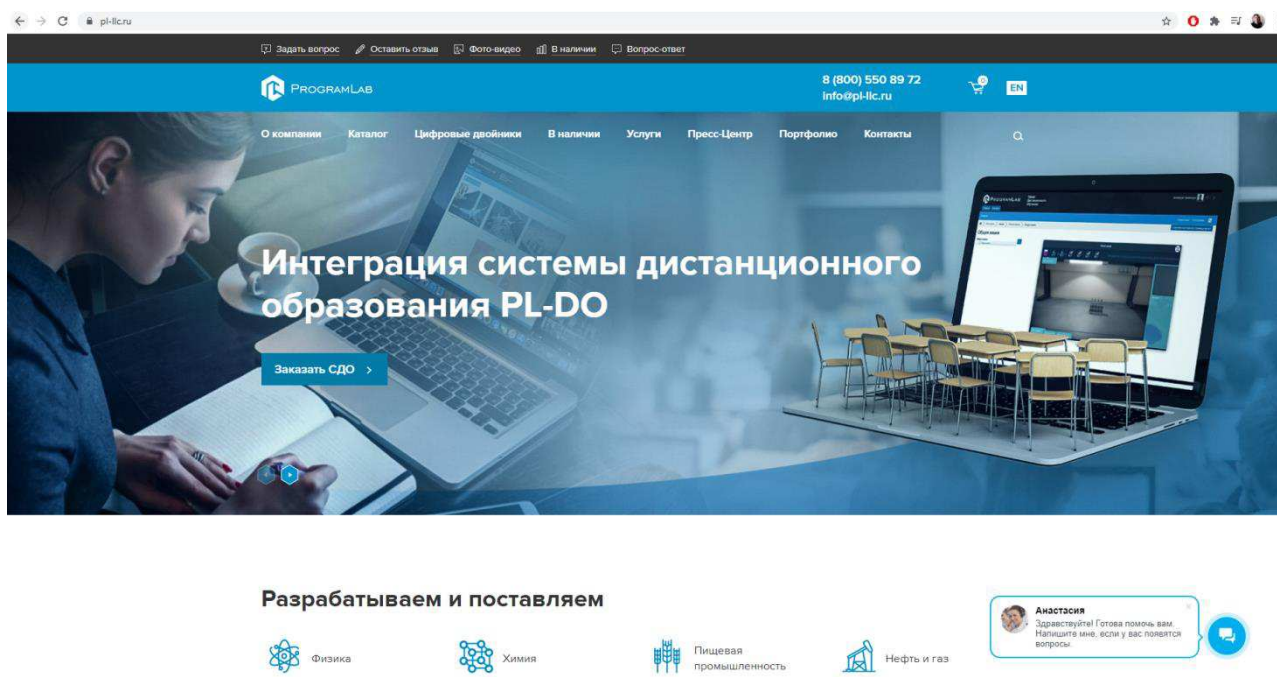 pl-llc.ru
Задать вопрос Оставить отзыв Фото-видео В наличии Вопрос-ответ
PROGRAMLAB
8 (800) 550 89 72
info@pl-llc.ru
0
EN
О компании Каталог Цифровые двойники В наличии Услуги Пресс-Центр Портфолио Контакты
Интеграция системы дистанционного
образования PL-DO
Заказать СДО >
Разрабатываем и поставляем
Физика
Химия
Пищевая
промышленность
Нефть и газ
Анастасия
Здравствуйте! Готова помочь вам.
Напишите мне, если у вас появятся
вопросы.